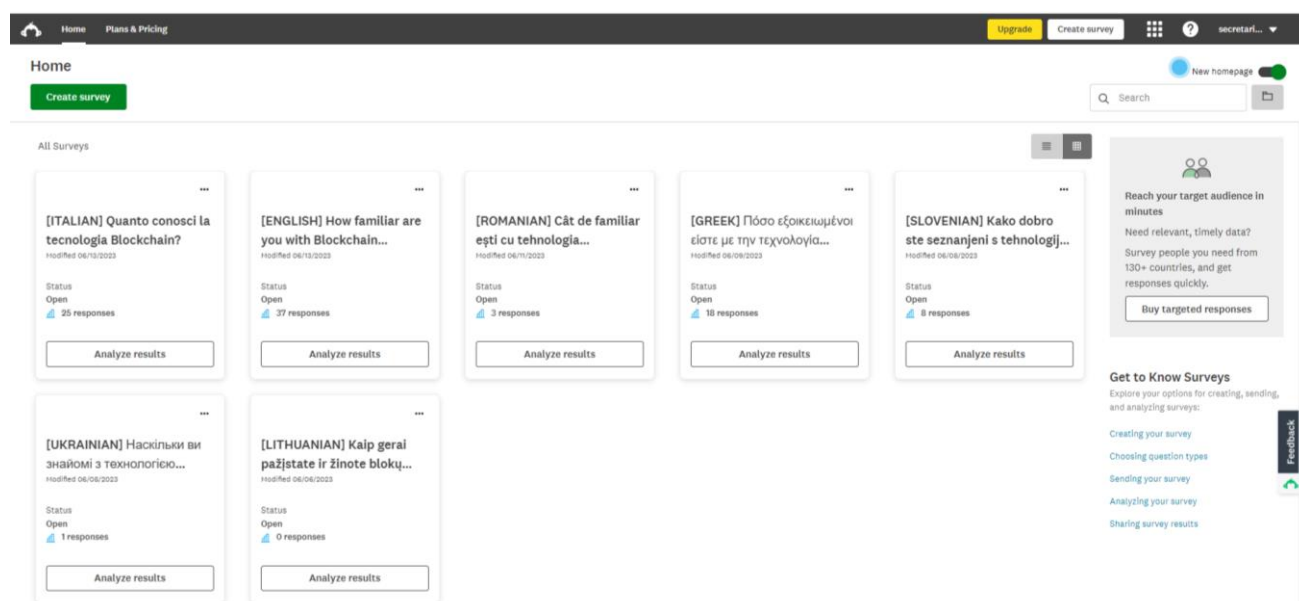 Home Plans & Pricing Upgrade Create survey ? secretari... ▼
Home
New homepage
Create survey
Search
All Surveys
...
[ITALIAN] Quanto conosci la
tecnologia Blockchain?
Modified 06/13/2023
Status
Open
25 responses
Analyze results
...
[ENGLISH] How familiar are
you with Blockchain...
Modified 06/13/2023
Status
Open
37 responses
Analyze results
...
[ROMANIAN] Cât de familiar
ești cu tehnologia...
Modified 06/11/2023
Status
Open
3 responses
Analyze results
...
[GREEK] Πόσο εξοικειωμένοι
είστε με την τεχνολογία...
Modified 06/09/2023
Status
Open
18 responses
Analyze results
...
[SLOVENIAN] Kako dobro
ste seznanjeni s tehnologij...
Modified 06/08/2023
Status
Open
8 responses
Analyze results
...
[UKRAINIAN] Наскільки ви
знайомі з технологією...
Modified 06/08/2023
Status
Open
1 responses
Analyze results
...
[LITHUANIAN] Kaip gerai
pažįstate ir žinote blokų...
Modified 06/06/2023
Status
Open
0 responses
Analyze results
Reach your target audience in
minutes
Need relevant, timely data?
Survey people you need from
130+ countries, and get
responses quickly.
Buy targeted responses
Get to Know Surveys
Explore your options for creating, sending,
and analyzing surveys:
Creating your survey
Choosing question types
Sending your survey
Analyzing your survey
Sharing survey results
Feedback